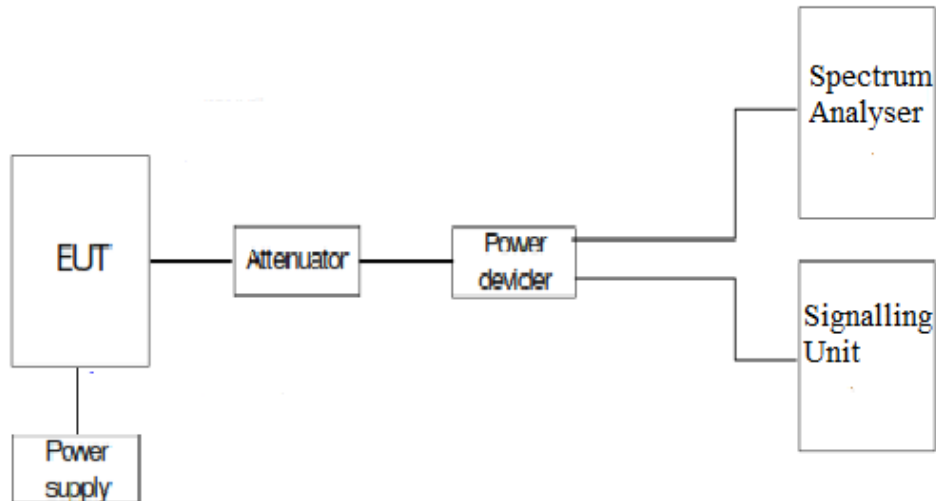 Spectrum
Analyser
EUT
Attenuator
Power
devider
Signalling
Unit
Power
supply